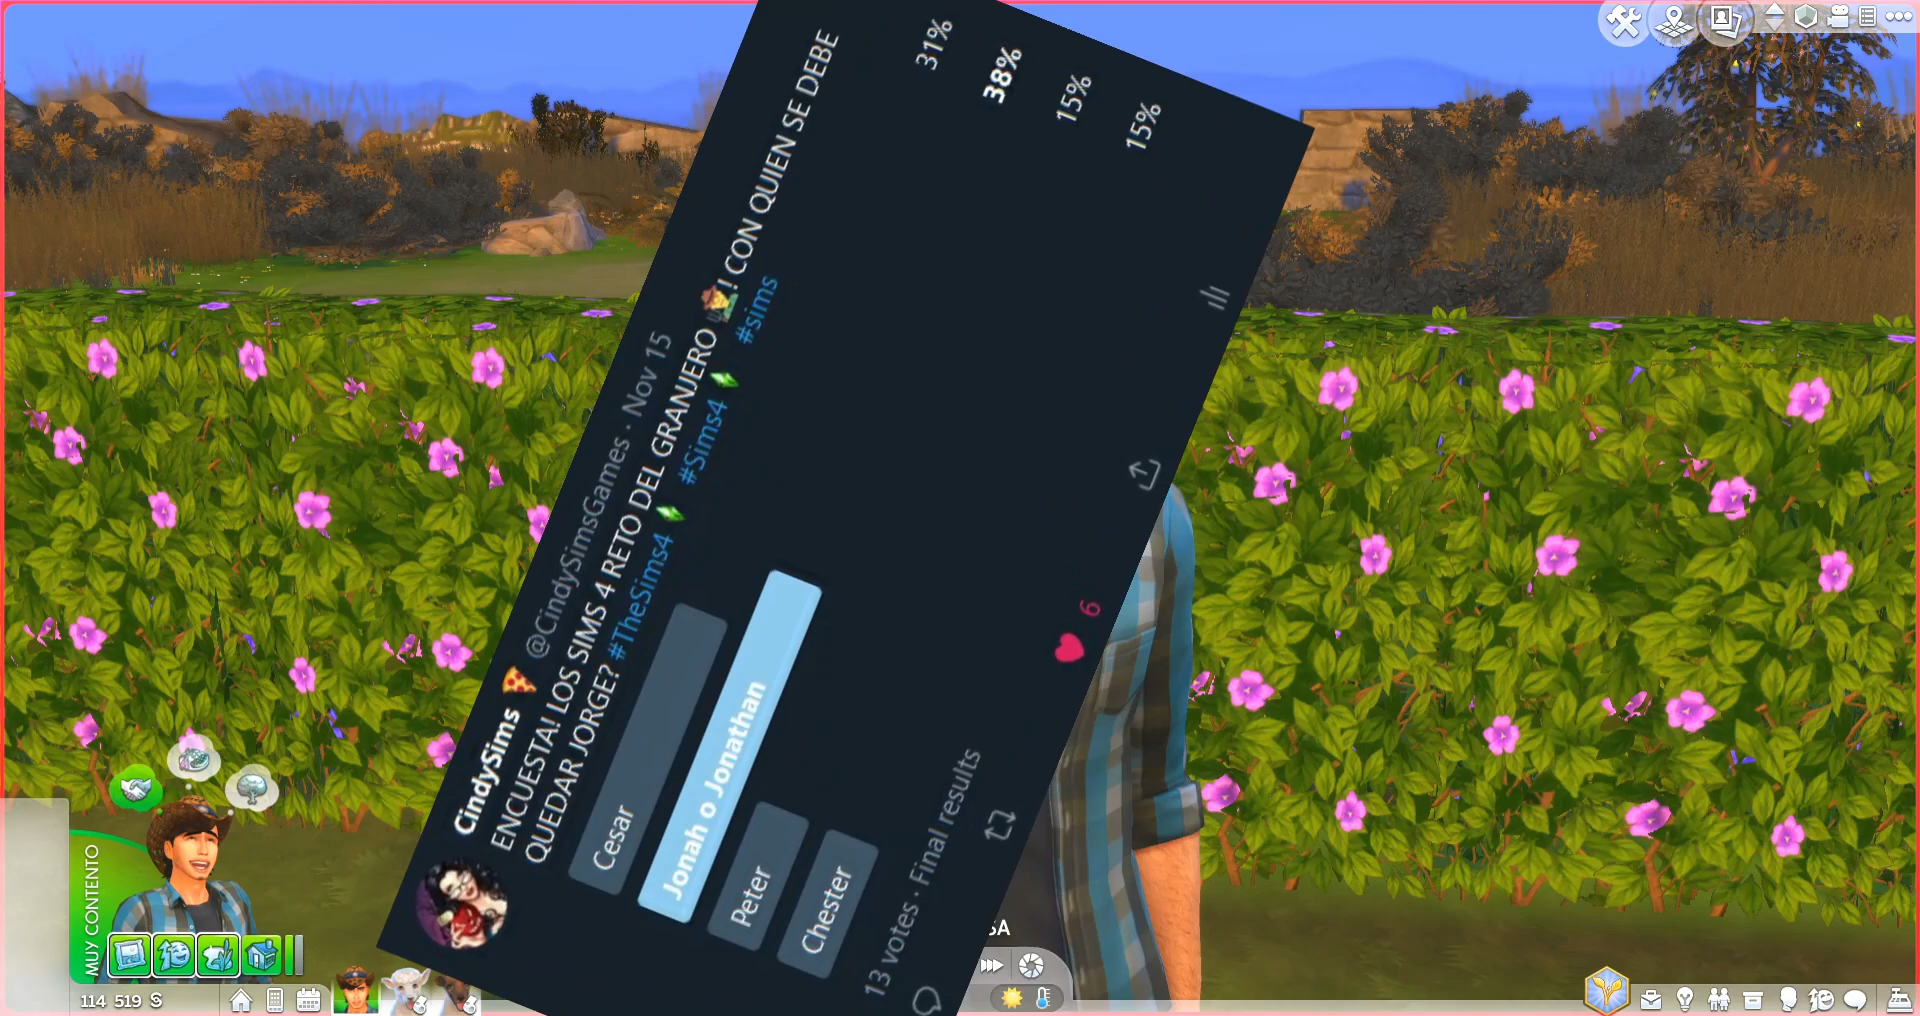 CindySims 🍕 @CindySimsGames · Nov 15
ENCUESTA! LOS SIMS 4 RETO DEL GRANJERO 🧑‍🌾! CON QUIEN SE DEBE
QUEDAR JORGE? #TheSims4 #Sims4 #sims
Cesar 31%
Jonah o Jonathan 38%
Peter 15%
Chester 15%
13 votes · Final results
6
MUY CONTENTO
114 519 §